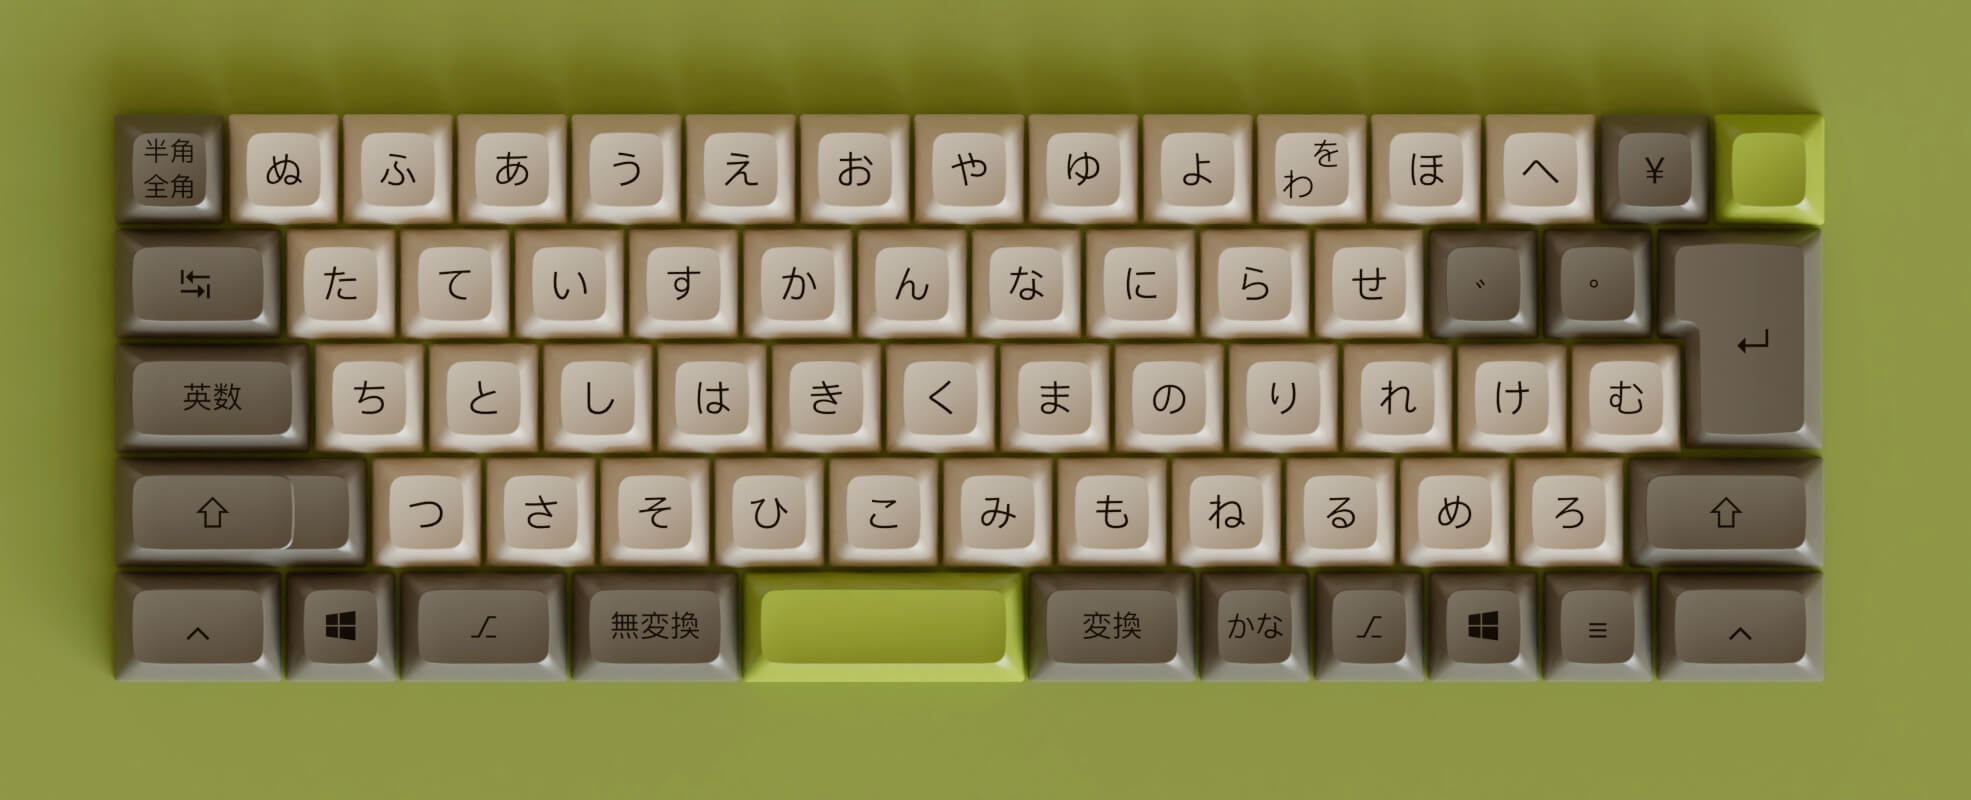 半角
全角
ぬ ふ あ う え お や ゆ よ を わ ほ へ ¥
た て い す か ん な に ら せ ゛ ゜
英数 ち と し は き く ま の り れ け む
つ さ そ ひ こ み も ね る め ろ
無変換 変換 かな